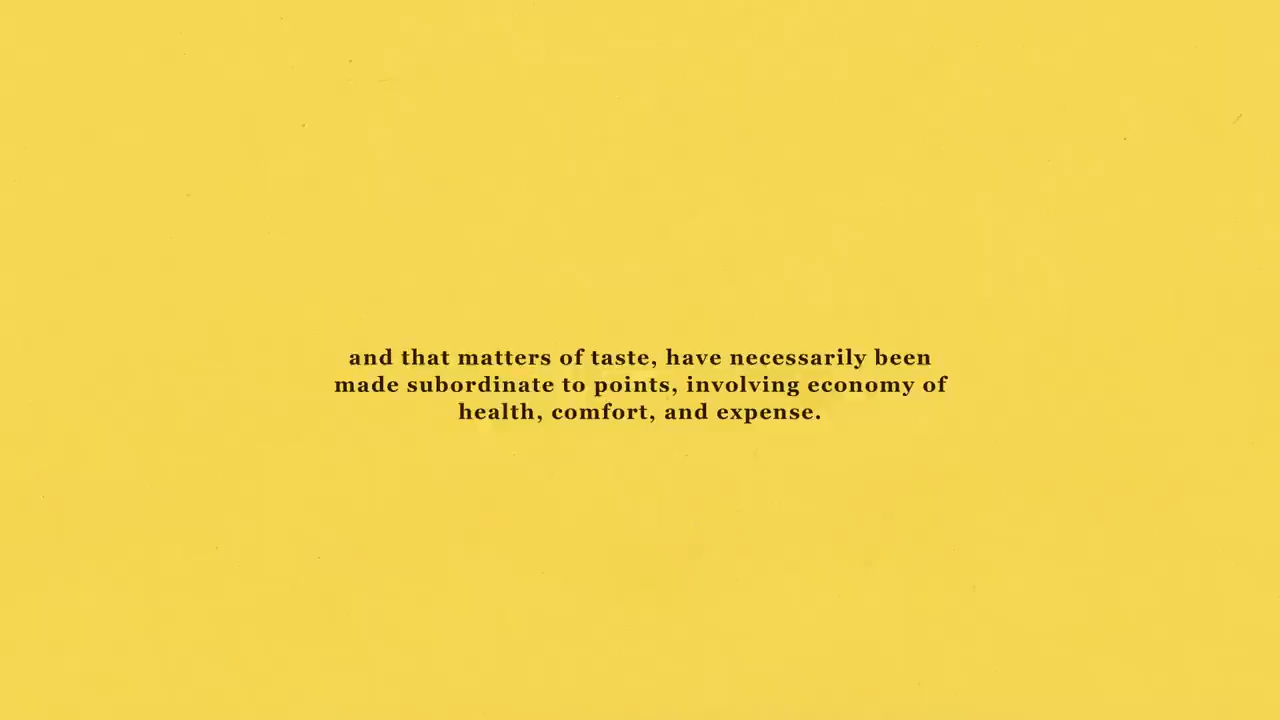 and that matters of taste, have necessarily been
made subordinate to points, involving economy of
health, comfort, and expense.